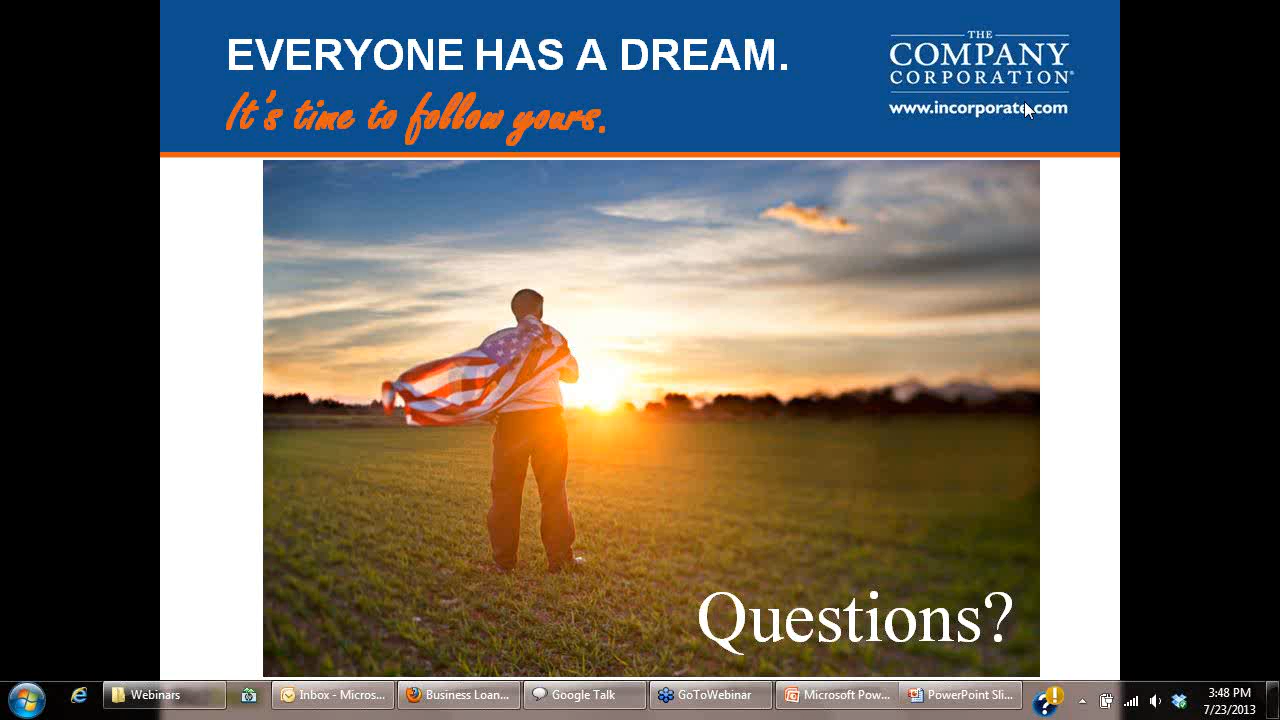 EVERYONE HAS A DREAM.
It's time to follow yours.
THE
COMPANY
CORPORATION®
www.incorporate.com
Questions?
Webinars
Inbox - Micros...
Business Loan...
Google Talk
GoToWebinar
Microsoft Pow...
PowerPoint Sli...
3:48 PM
7/23/2013